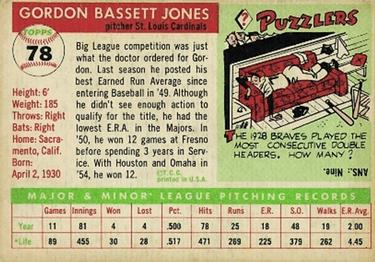 GORDON BASSETT JONES
pitcher St. Louis Cardinals
TOPPS
78
Height: 6'
Weight: 185
Throws: Right
Bats: Right
Home: Sacra-
mento, Calif.
Born:
April 2, 1930
Big League competition was just
what the doctor ordered for Gor-
don. Last season he posted his
best Earned Run Average since
entering Baseball in '49. Although
he didn't see enough action to
qualify for the title, he had the
lowest E.R.A. in the Majors. In
'50, he won 12 games at Fresno
before spending 3 years in Ser-
vice. With Houston and Omaha in
'54, he won 12.
©T.C.G.
printed in U.S.A.
? PUZZLERS
THE 1928 BRAVES PLAYED THE
MOST CONSECUTIVE DOUBLE
HEADERS. HOW MANY?
ANS.: Nine.
MAJOR & MINOR LEAGUE PITCHING RECORDS
Games Innings Won Lost Pct. Hits Runs E.R. S.O. Walks E.R. Avg.
Year 11 81 4 4 .500 78 25 18 48 19 2.00
*Life 89 455 30 28 .517 471 269 225 379 262 4.45